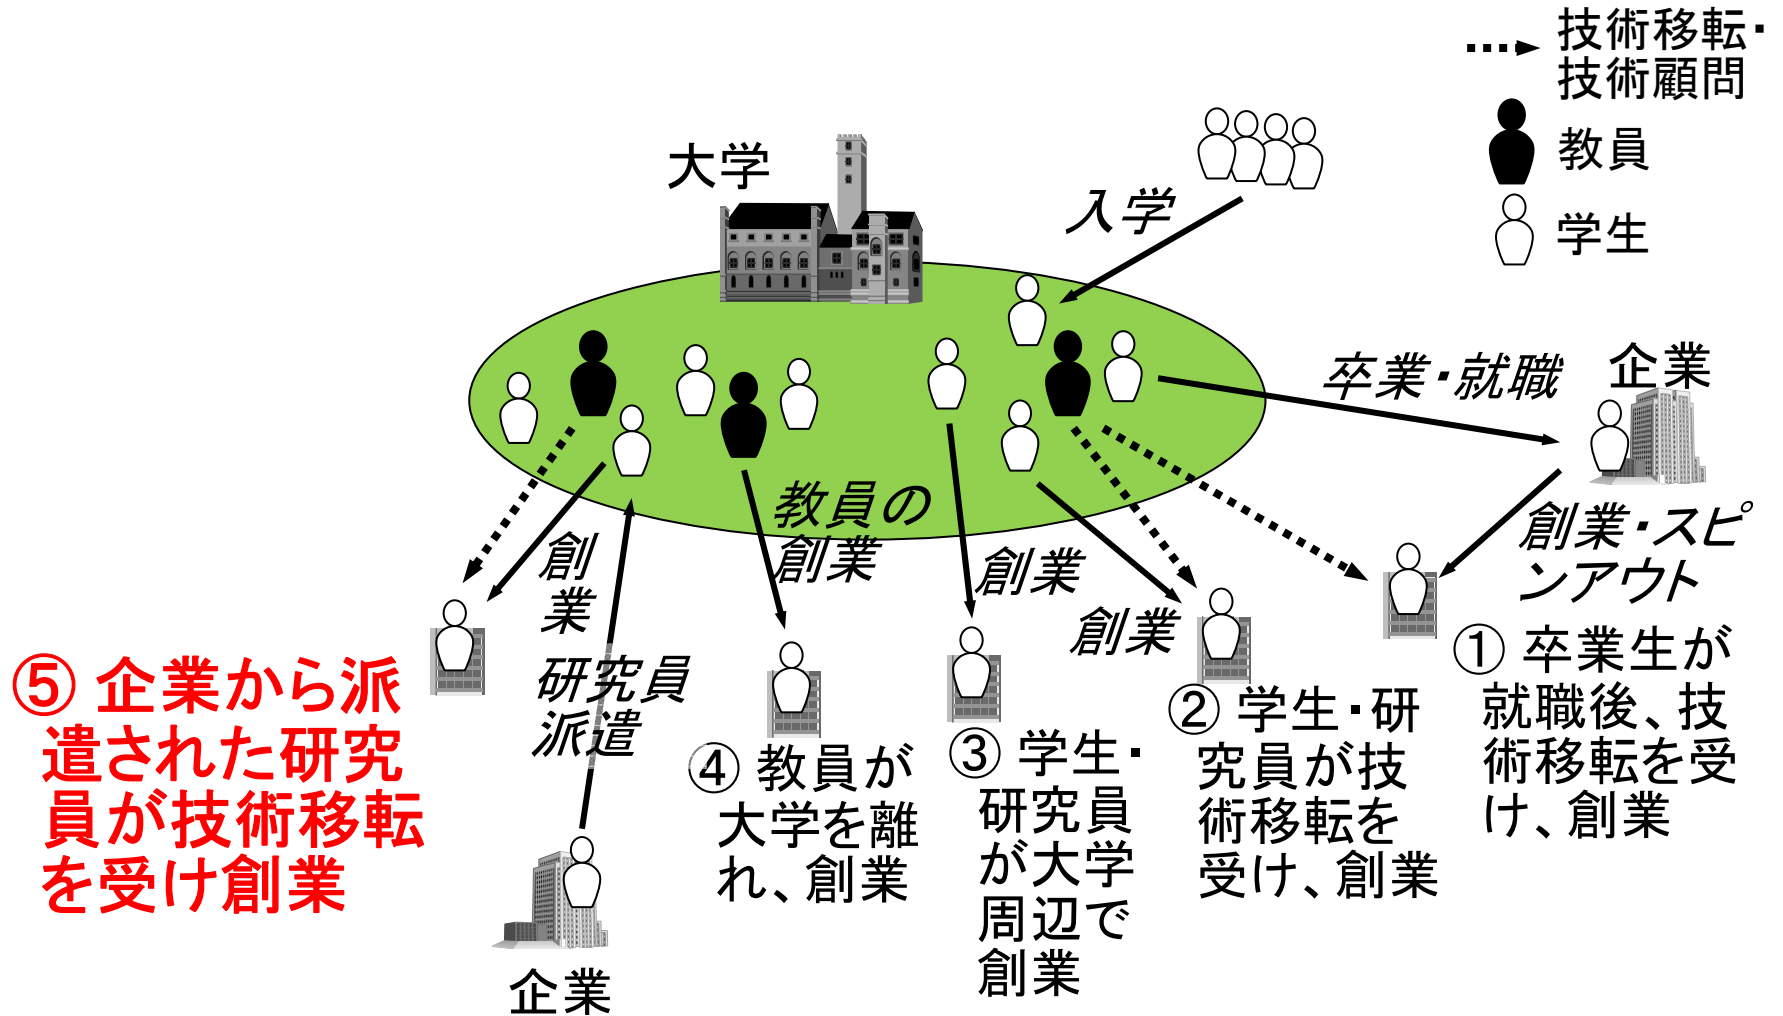 技術移転・
技術顧問
教員
学生
大学
入学
卒業・就職
企業
創業・スピ
ンアウト
教員の
創業
創
業
創業
創業
研究員
派遣
① 卒業生が
就職後、技
術移転を受
け、創業
② 学生・研
究員が技
術移転を
受け、創業
③ 学生・
研究員
が大学
周辺で
創業
④ 教員が
大学を離
れ、創業
⑤ 企業から派
遣された研究
員が技術移転
を受け創業
企業